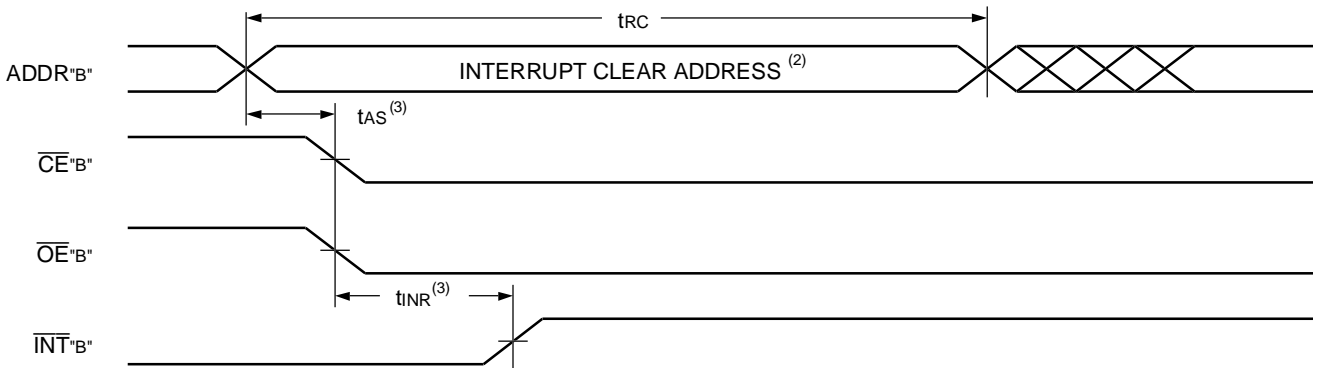 tRC
ADDR"B"
INTERRUPT CLEAR ADDRESS (2)
tAS(3)
CE"B"
OE"B"
tINR(3)
INT"B"